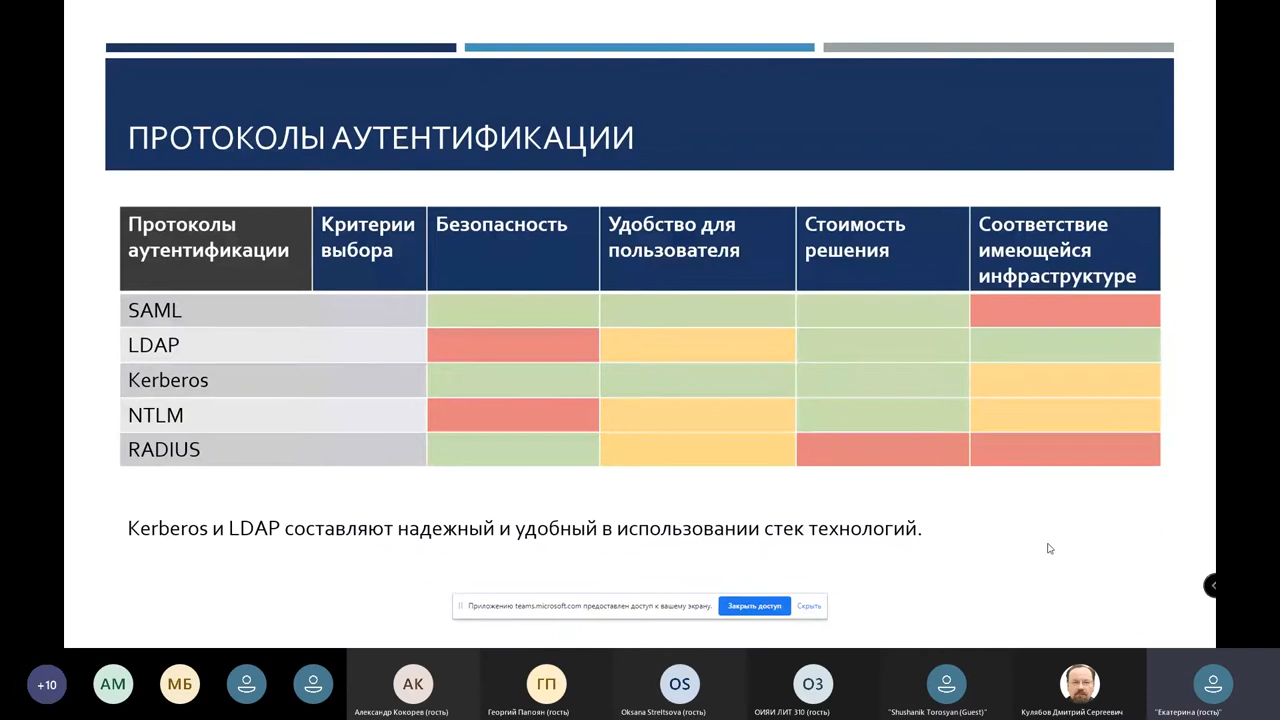 ПРОТОКОЛЫ АУТЕНТИФИКАЦИИ
Протоколы аутентификации
Критерии выбора
Безопасность
Удобство для пользователя
Стоимость решения
Соответствие имеющейся инфраструктуре
SAML
LDAP
Kerberos
NTLM
RADIUS
Kerberos и LDAP составляют надежный и удобный в использовании стек технологий.
Приложению teams.microsoft.com предоставлен доступ к вашему экрану.
Закрыть доступ
Скрыть
+10
АМ
МБ
АК
Александр Кокорев (гость)
ГП
Георгий Папоян (гость)
OS
Oksana Streltsova (гость)
ОЗ
ОИЯИ ЛИТ 310 (гость)
"Shushanik Torosyan (Guest)"
Кулябов Дмитрий Сергеевич
"Екатерина (гость)"